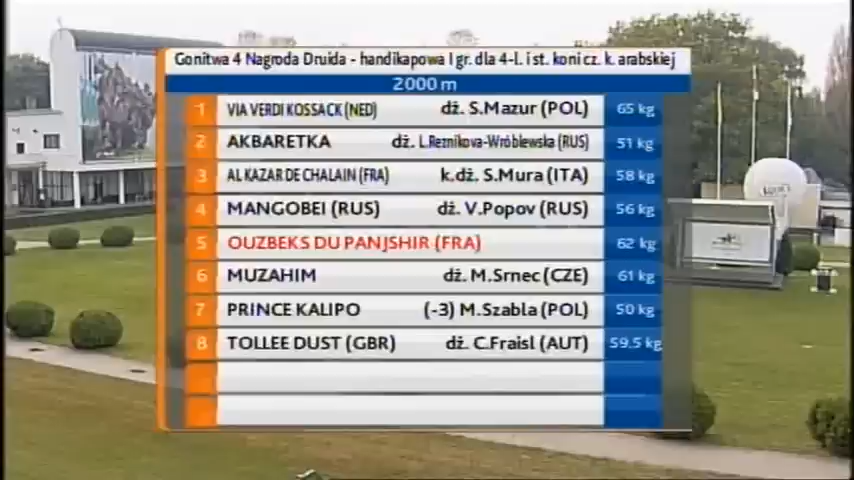 Gonitwa 4 Nagroda Druida - handikapowa I gr. dla 4-l. i st. koni cz. k. arabskiej
2000 m
1 VIA VERDI KOSSACK (NED) dż. S.Mazur (POL) 65 kg
2 AKBARETKA dż. L.Reznikova-Wróblewska (RUS) 51 kg
3 AL KAZAR DE CHALAIN (FRA) k.dż. S.Mura (ITA) 58 kg
4 MANGOBEI (RUS) dż. V.Popov (RUS) 56 kg
5 OUZBEKS DU PANJSHIR (FRA) 62 kg
6 MUZAHIM dż. M.Srnec (CZE) 61 kg
7 PRINCE KALIPO (-3) M.Szabla (POL) 50 kg
8 TOLLEE DUST (GBR) dż. C.Fraisl (AUT) 59.5 kg